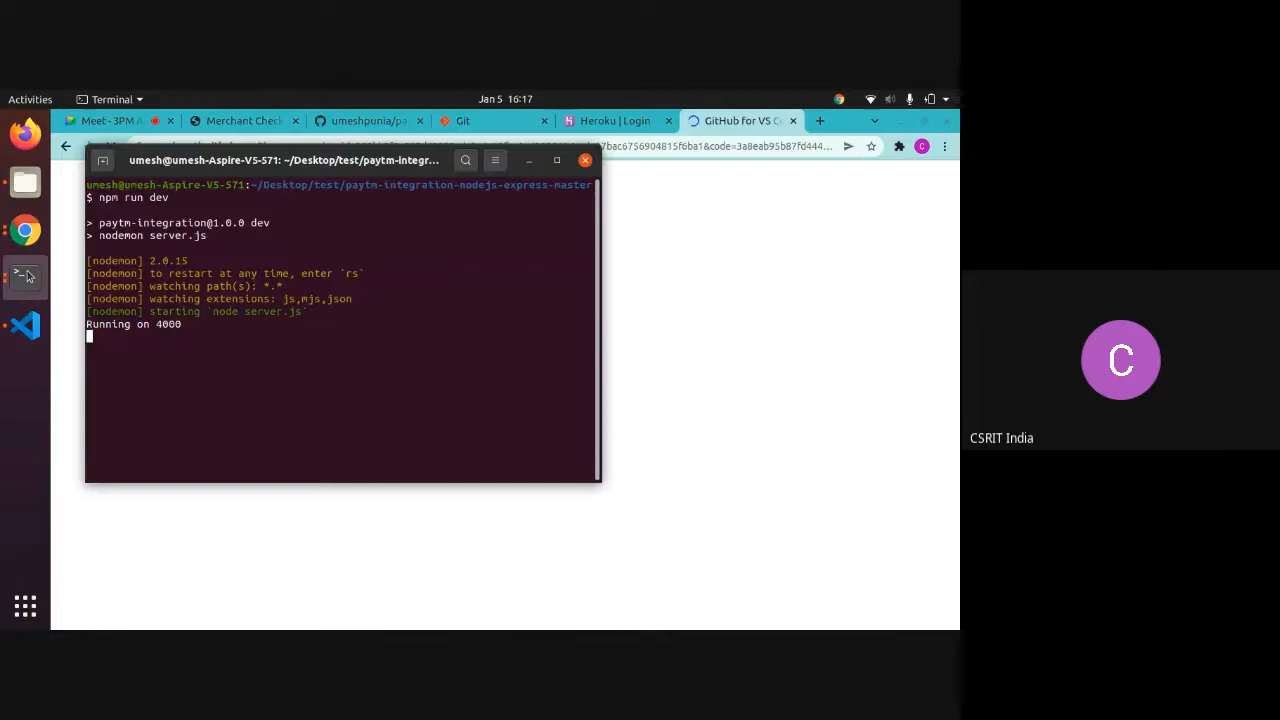 Activities
Terminal
Jan 5 16:17
Meet - 3PM A
Merchant Check
umeshpunia/pa
Git
Heroku | Login
GitHub for VS C
7bac6756904815f6ba1&code=3a8eab95b87fd444...
C
umesh@umesh-Aspire-V5-571: ~/Desktop/test/paytm-integr...
umesh@umesh-Aspire-V5-571:~/Desktop/test/paytm-integration-nodejs-express-master
$ npm run dev
> paytm-integration@1.0.0 dev
> nodemon server.js
[nodemon] 2.0.15
[nodemon] to restart at any time, enter `rs`
[nodemon] watching path(s): *.*
[nodemon] watching extensions: js,mjs,json
[nodemon] starting `node server.js`
Running on 4000
C
CSRIT India